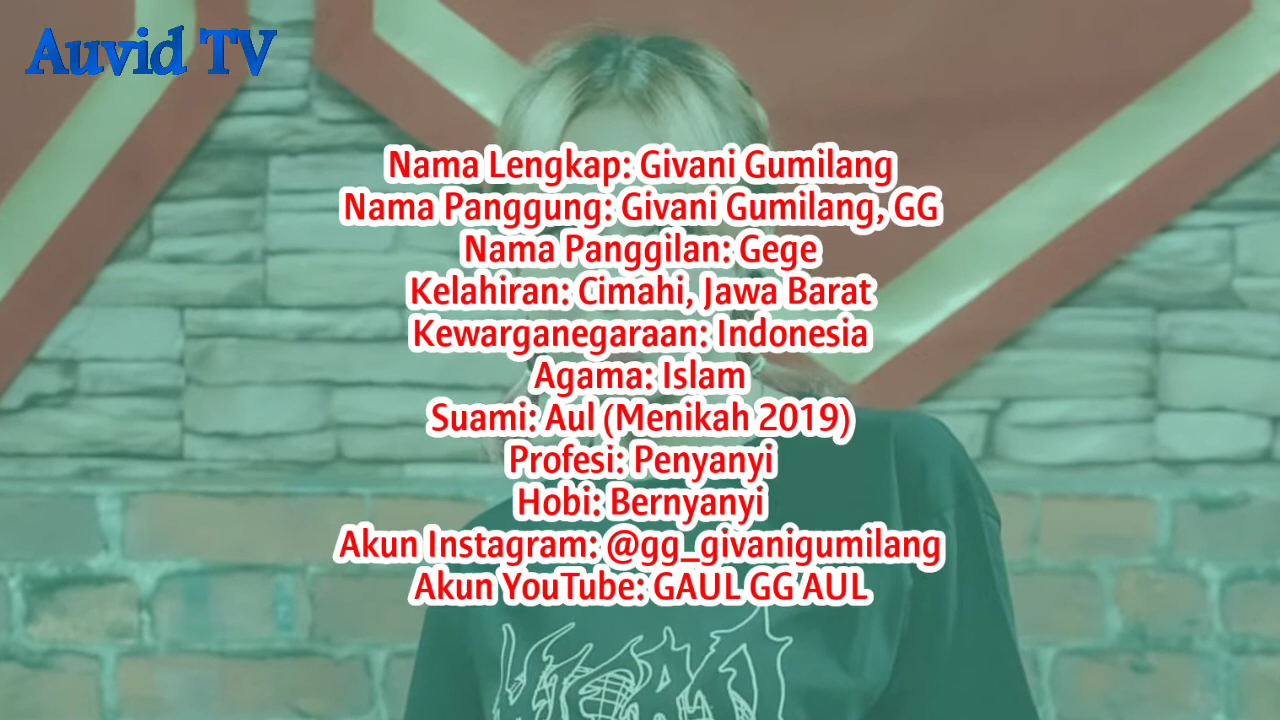 Auvid TV
Nama Lengkap: Givani Gumilang
Nama Panggung: Givani Gumilang, GG
Nama Panggilan: Gege
Kelahiran: Cimahi, Jawa Barat
Kewarganegaraan: Indonesia
Agama: Islam
Suami: Aul (Menikah 2019)
Profesi: Penyanyi
Hobi: Bernyanyi
Akun Instagram: @gg_givanigumilang
Akun YouTube: GAUL GG AUL